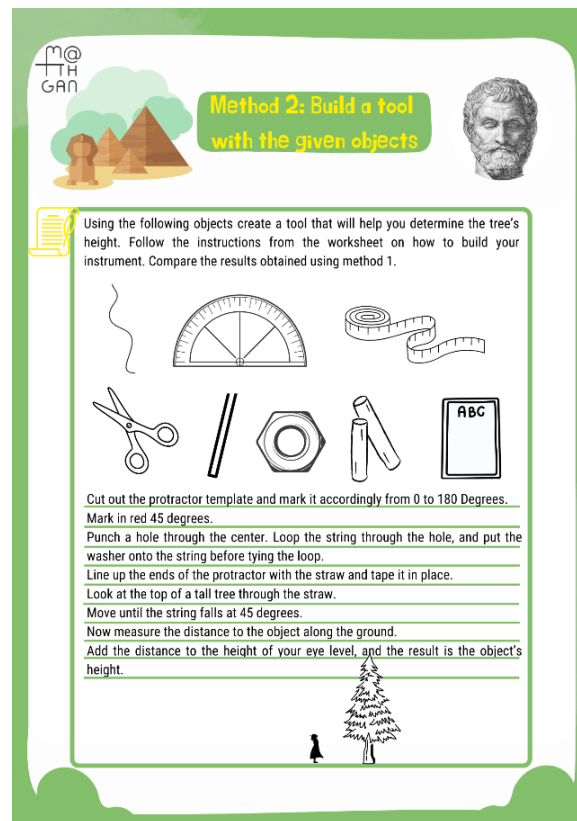 m@
TH
GAN
Method 2: Build a tool
with the given objects
Using the following objects create a tool that will help you determine the tree's
height. Follow the instructions from the worksheet on how to build your
instrument. Compare the results obtained using method 1.
ABC
Cut out the protractor template and mark it accordingly from 0 to 180 Degrees.
Mark in red 45 degrees.
Punch a hole through the center. Loop the string through the hole, and put the
washer onto the string before tying the loop.
Line up the ends of the protractor with the straw and tape it in place.
Look at the top of a tall tree through the straw.
Move until the string falls at 45 degrees.
Now measure the distance to the object along the ground.
Add the distance to the height of your eye level, and the result is the object's
height.